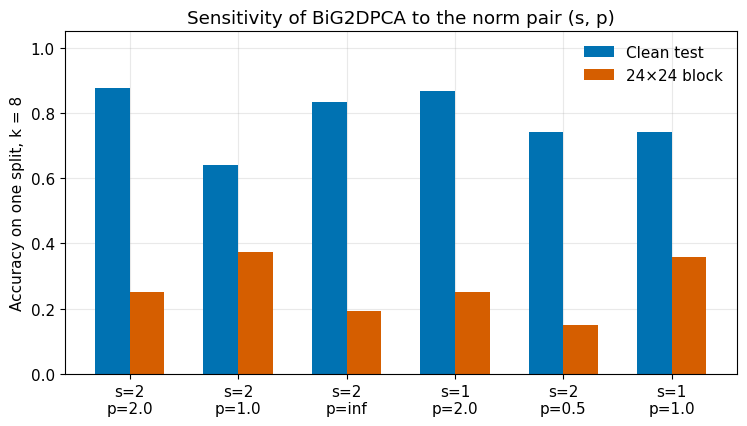 Sensitivity of BiG2DPCA to the norm pair (s, p)
Accuracy on one split, k = 8
1.0
0.8
0.6
0.4
0.2
0.0
Clean test
24×24 block
s=2 s=2 s=2 s=1 s=2 s=1
p=2.0 p=1.0 p=inf p=2.0 p=0.5 p=1.0